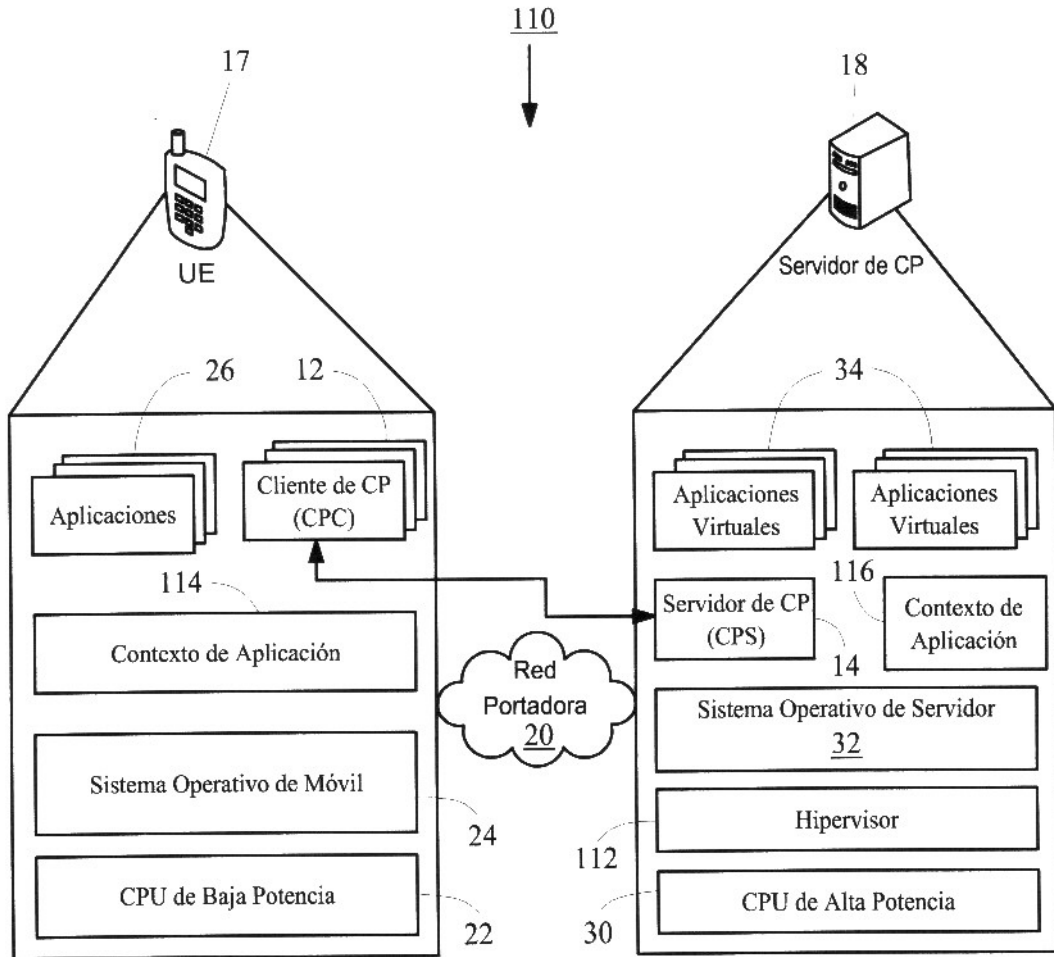 110
17
18
UE
Servidor de CP
26
12
34
Aplicaciones
Cliente de CP
(CPC)
Aplicaciones
Virtuales
Aplicaciones
Virtuales
114
116
Contexto de Aplicación
Servidor de CP
(CPS)
Contexto de
Aplicación
14
Red
Portadora
20
Sistema Operativo de Servidor
32
Sistema Operativo de Móvil
24
Hipervisor
112
CPU de Baja Potencia
22
CPU de Alta Potencia
30